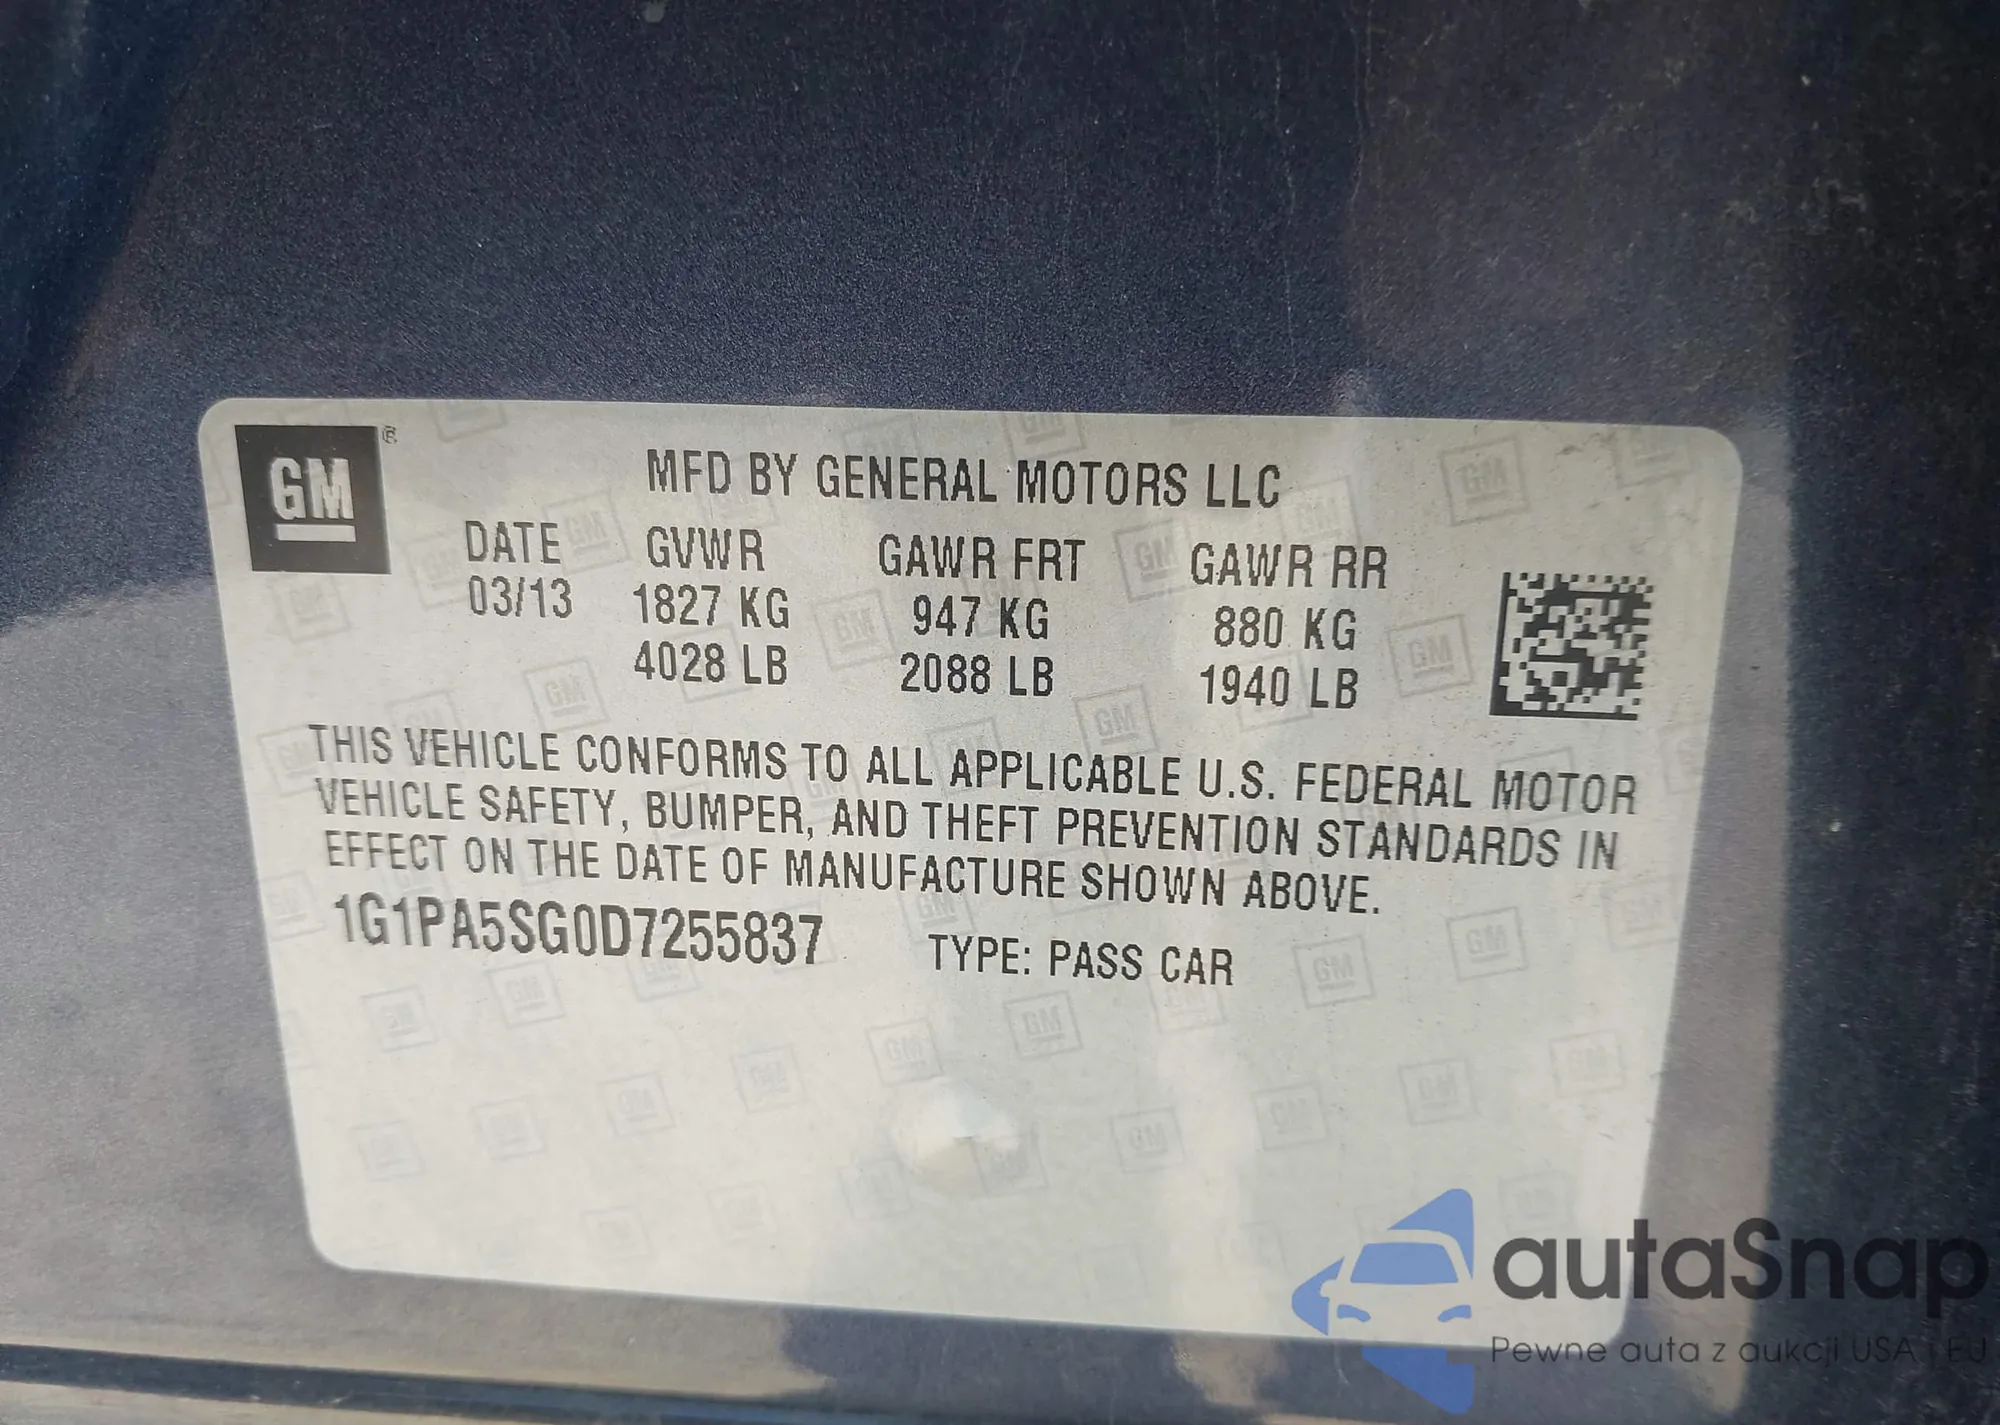 GM®
MFD BY GENERAL MOTORS LLC
DATE GVWR GAWR FRT GAWR RR
03/13 1827 KG 947 KG 880 KG
4028 LB 2088 LB 1940 LB
THIS VEHICLE CONFORMS TO ALL APPLICABLE U.S. FEDERAL MOTOR
VEHICLE SAFETY, BUMPER, AND THEFT PREVENTION STANDARDS IN
EFFECT ON THE DATE OF MANUFACTURE SHOWN ABOVE.
1G1PA5SG0D7255837 TYPE: PASS CAR
autaSnap
Pewne auta z aukcji USA i EU